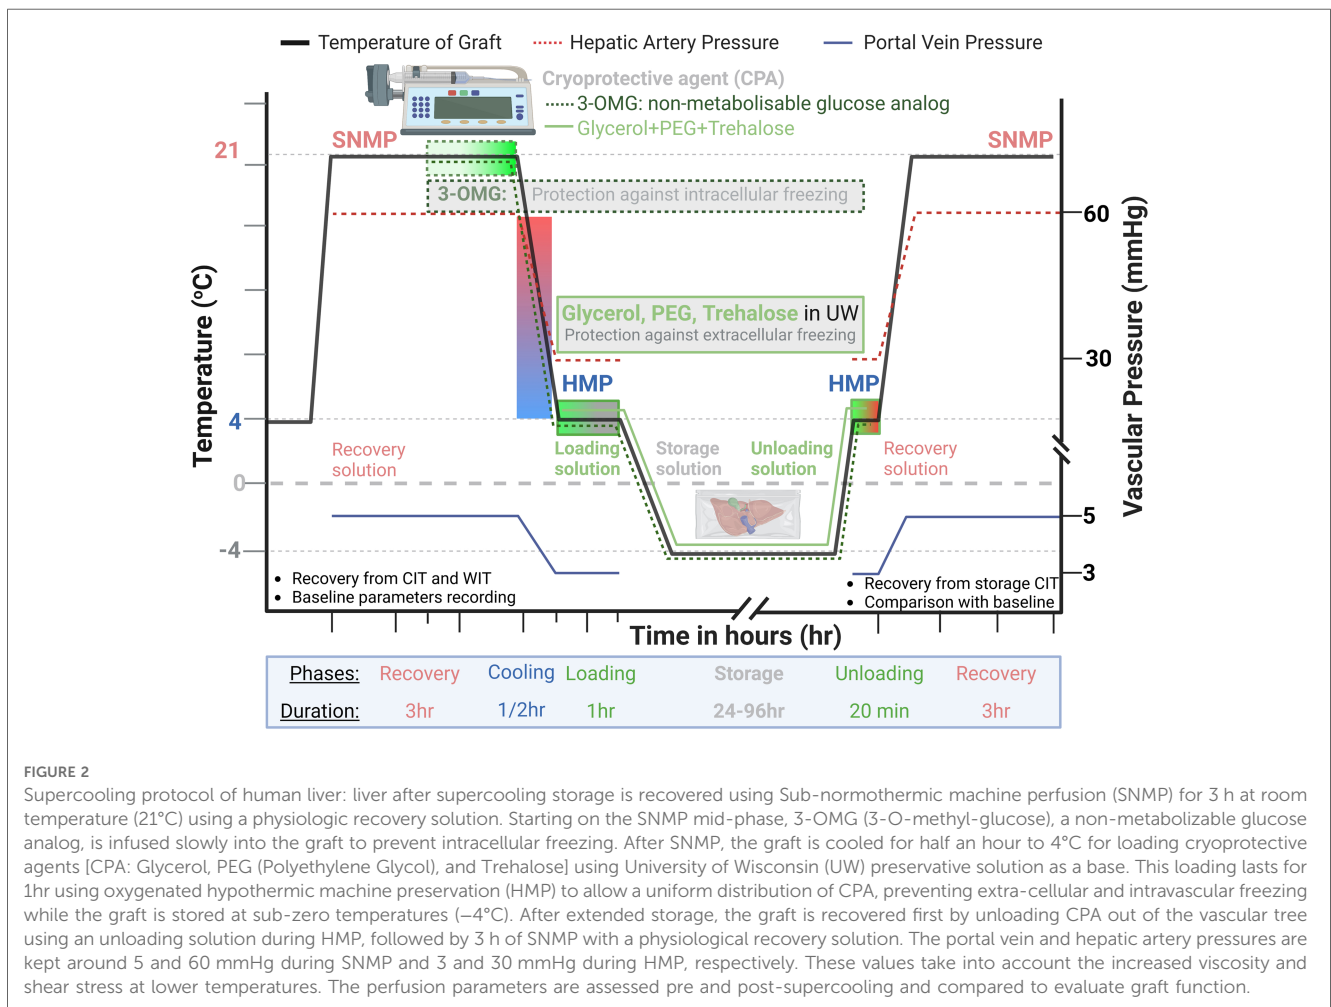 Temperature of Graft
Hepatic Artery Pressure
Portal Vein Pressure
Cryoprotective agent (CPA)
3-OMG: non-metabolisable glucose analog
Glycerol+PEG+Trehalose
SNMP
SNMP
21
3-OMG: Protection against intracellular freezing
60
Glycerol, PEG, Trehalose in UW
Protection against extracellular freezing
30
HMP
HMP
4
Temperature (ºC)
Vascular Pressure (mmHg)
Recovery
solution
Loading
solution
Storage
solution
Unloading
solution
Recovery
solution
0
5
-4
3
• Recovery from CIT and WIT
• Baseline parameters recording
• Recovery from storage CIT
• Comparison with baseline
Time in hours (hr)
Phases: Recovery Cooling Loading Storage Unloading Recovery
Duration: 3hr 1/2hr 1hr 24-96hr 20 min 3hr
FIGURE 2
Supercooling protocol of human liver: liver after supercooling storage is recovered using Sub-normothermic machine perfusion (SNMP) for 3 h at room
temperature (21°C) using a physiologic recovery solution. Starting on the SNMP mid-phase, 3-OMG (3-O-methyl-glucose), a non-metabolizable glucose
analog, is infused slowly into the graft to prevent intracellular freezing. After SNMP, the graft is cooled for half an hour to 4°C for loading cryoprotective
agents [CPA: Glycerol, PEG (Polyethylene Glycol), and Trehalose] using University of Wisconsin (UW) preservative solution as a base. This loading lasts for
1hr using oxygenated hypothermic machine preservation (HMP) to allow a uniform distribution of CPA, preventing extra-cellular and intravascular freezing
while the graft is stored at sub-zero temperatures (−4°C). After extended storage, the graft is recovered first by unloading CPA out of the vascular tree
using an unloading solution during HMP, followed by 3 h of SNMP with a physiological recovery solution. The portal vein and hepatic artery pressures are
kept around 5 and 60 mmHg during SNMP and 3 and 30 mmHg during HMP, respectively. These values take into account the increased viscosity and
shear stress at lower temperatures. The perfusion parameters are assessed pre and post-supercooling and compared to evaluate graft function.